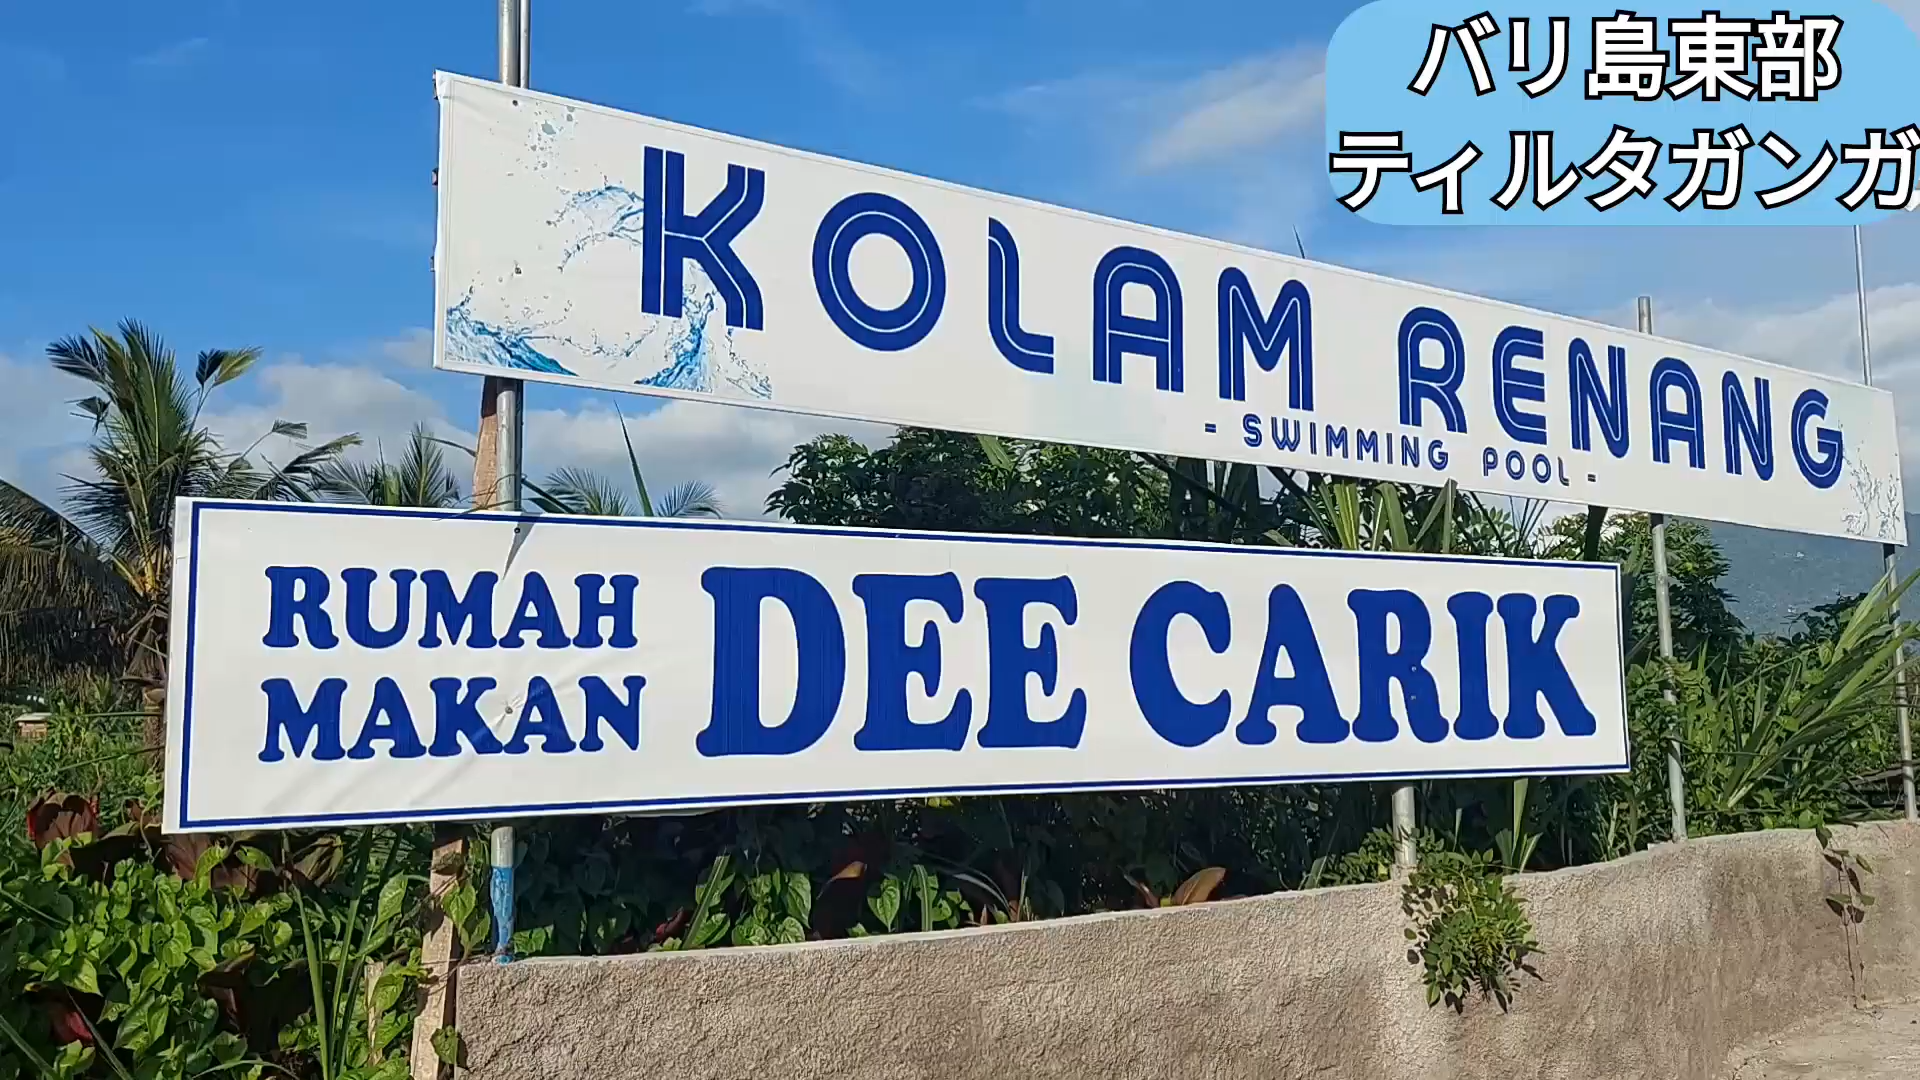 バリ島東部
ティルタガンガ
KOLAM RENANG
- SWIMMING POOL -
RUMAH
MAKAN
DEE CARIK